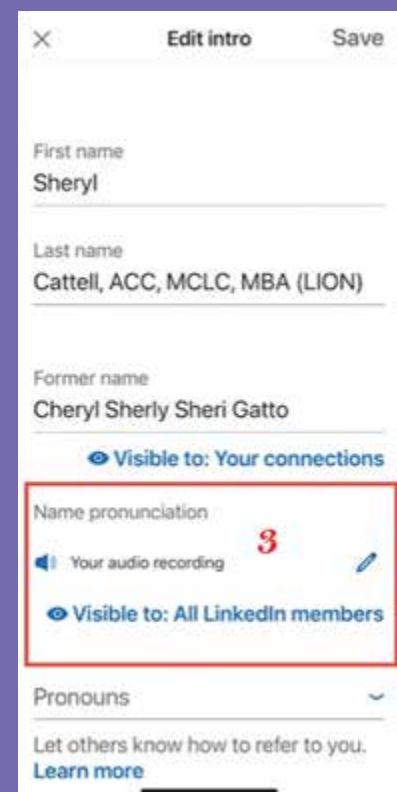 Edit intro Save
First name
Sheryl
Last name
Cattell, ACC, MCLC, MBA (LION)
Former name
Cheryl Sherly Sheri Gatto
Visible to: Your connections
Name pronunciation
3
Your audio recording
Visible to: All LinkedIn members
Pronouns
Let others know how to refer to you.
Learn more